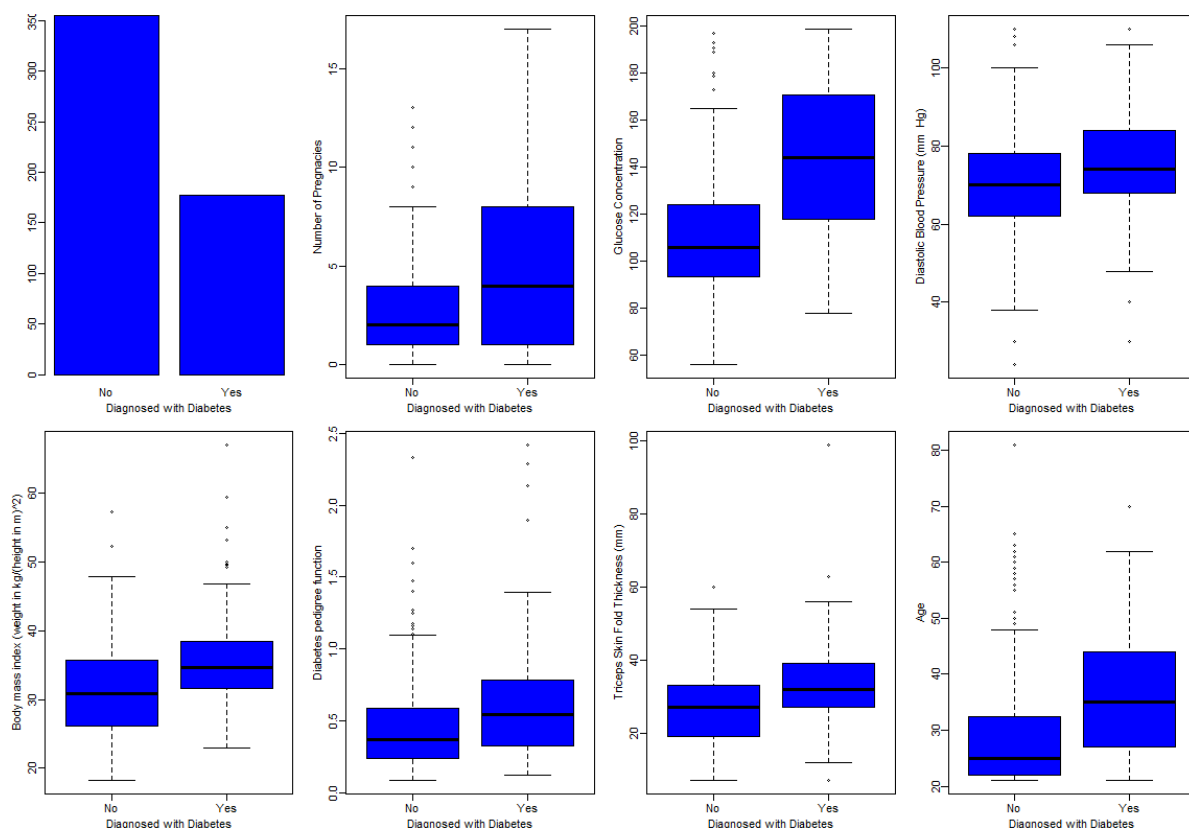 350
300
250
200
150
100
50
0
No Yes
Diagnosed with Diabetes
Number of Pregnacies
15
10
5
0
No Yes
Diagnosed with Diabetes
Glucose Concentration
200
180
160
140
120
100
80
60
No Yes
Diagnosed with Diabetes
Diastolic Blood Pressure (mm Hg)
100
80
60
40
No Yes
Diagnosed with Diabetes
Body mass index (weight in kg/(height in m)^2)
60
50
40
30
20
No Yes
Diagnosed with Diabetes
Diabetes pedigree function
2.5
2.0
1.5
1.0
0.5
0.0
No Yes
Diagnosed with Diabetes
Triceps Skin Fold Thickness (mm)
100
80
60
40
20
No Yes
Diagnosed with Diabetes
Age
80
70
60
50
40
30
20
No Yes
Diagnosed with Diabetes